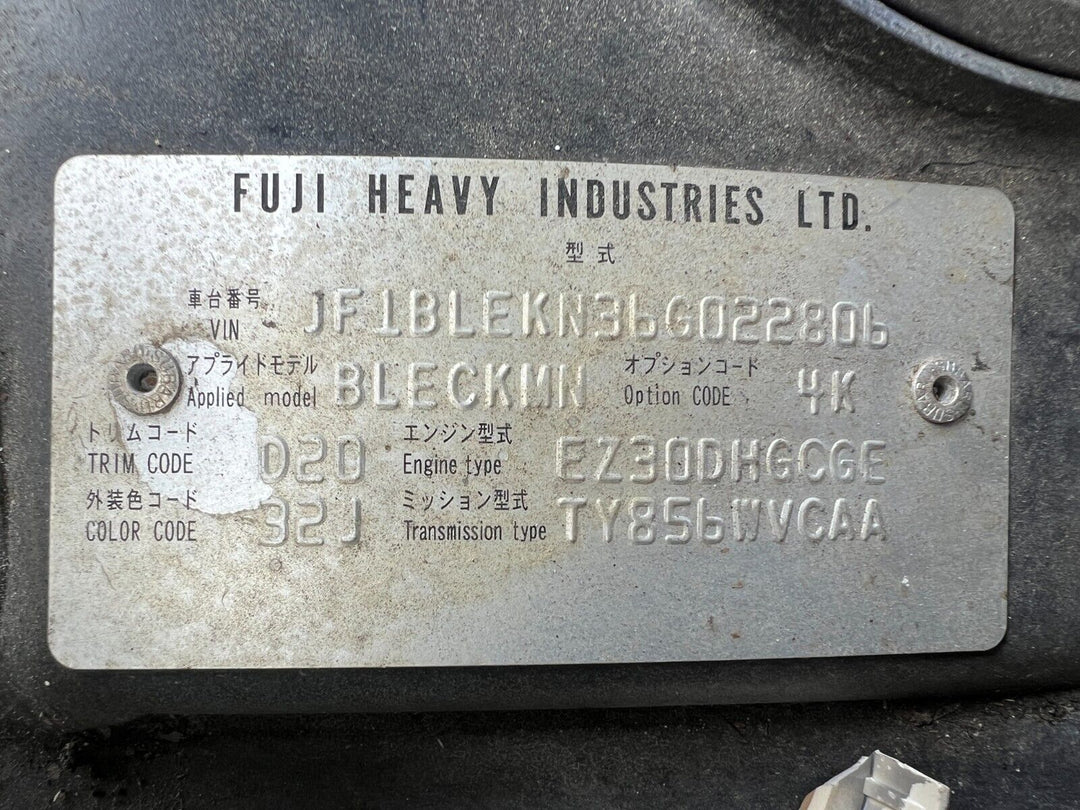 FUJI HEAVY INDUSTRIES LTD.
型式
車台番号 VIN JF1BLEKN36G022806
アプライドモデル Applied model BLECKMN オプションコード Option CODE 4K
トリムコード TRIM CODE D20 エンジン型式 Engine type EZ30DHGCGE
外装色コード COLOR CODE 32J ミッション型式 Transmission type TY856WVCAA